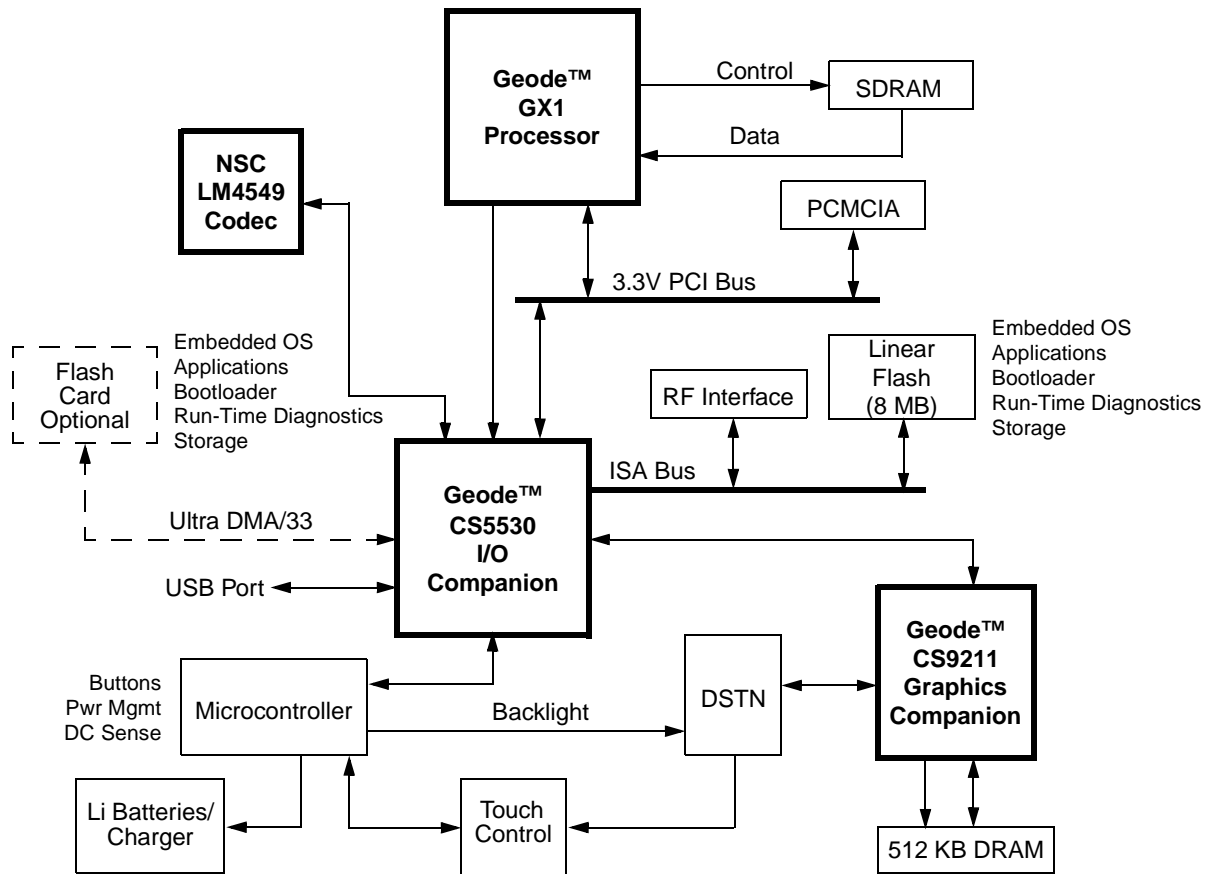 Geode™
GX1
Processor
Control
SDRAM
Data
NSC
LM4549
Codec
PCMCIA
3.3V PCI Bus
Flash
Card
Optional
Embedded OS
Applications
Bootloader
Run-Time Diagnostics
Storage
RF Interface
Linear
Flash
(8 MB)
Embedded OS
Applications
Bootloader
Run-Time Diagnostics
Storage
ISA Bus
Geode™
CS5530
I/O
Companion
Ultra DMA/33
USB Port
Geode™
CS9211
Graphics
Companion
Buttons
Pwr Mgmt
DC Sense
Microcontroller
Backlight
DSTN
Li Batteries/
Charger
Touch
Control
512 KB DRAM